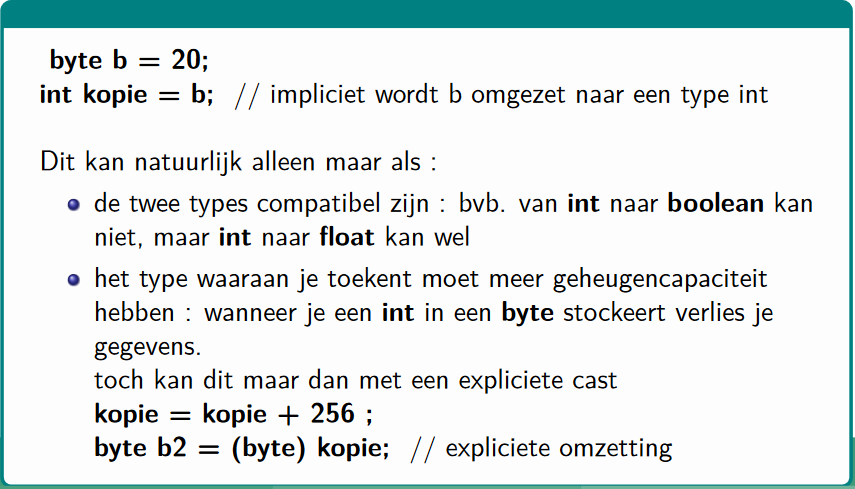 byte b = 20;
int kopie = b; // impliciet wordt b omgezet naar een type int
Dit kan natuurlijk alleen maar als :
de twee types compatibel zijn : bvb. van int naar boolean kan
niet, maar int naar float kan wel
het type waaraan je toekent moet meer geheugencapaciteit
hebben : wanneer je een int in een byte stockeert verlies je
gegevens.
toch kan dit maar dan met een expliciete cast
kopie = kopie + 256 ;
byte b2 = (byte) kopie; // expliciete omzetting